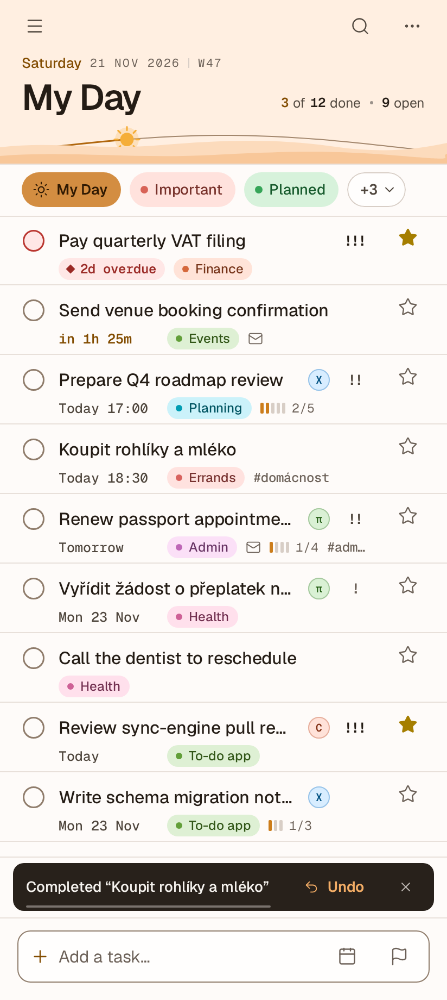 Saturday 21 NOV 2026 | W47
My Day
3 of 12 done • 9 open
My Day Important Planned +3
Pay quarterly VAT filing !!!
2d overdue Finance
Send venue booking confirmation
in 1h 25m Events
Prepare Q4 roadmap review X !!
Today 17:00 Planning 2/5
Koupit rohlíky a mléko
Today 18:30 Errands #domácnost
Renew passport appointme… π !!
Tomorrow Admin 1/4 #adm…
Vyřídit žádost o přeplatek n… π !
Mon 23 Nov Health
Call the dentist to reschedule
Health
Review sync-engine pull re… C !!!
Today To-do app
Write schema migration not… X
Mon 23 Nov To-do app 1/3
Completed “Koupit rohlíky a mléko” Undo
Add a task…